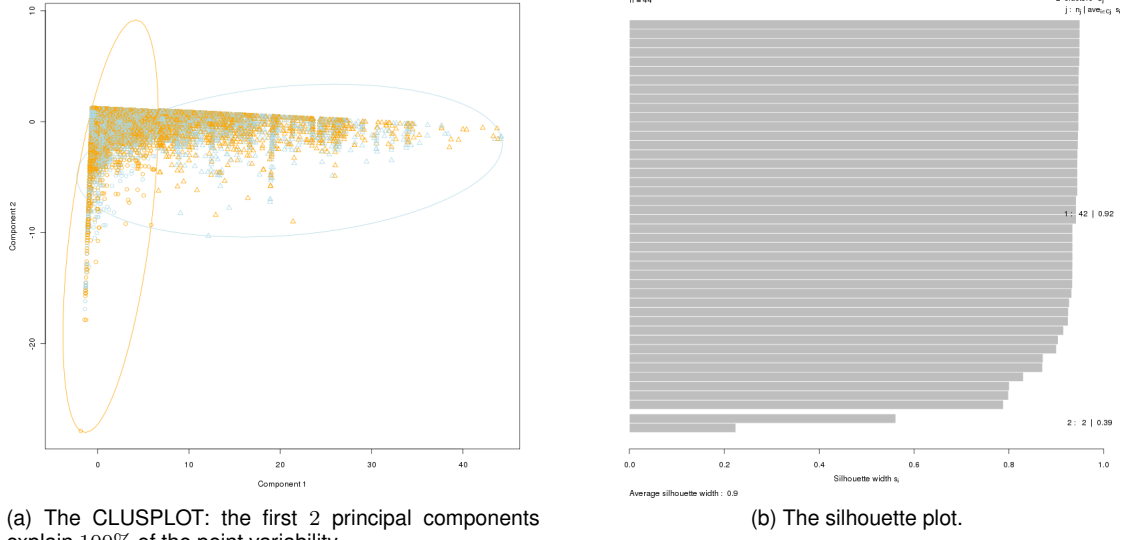 10
0
-10
-20
Component 2
0
10
20
30
40
Component 1
j : nj | avei∈Cj si
1 : 42 | 0.92
2 : 2 | 0.39
0.0
0.2
0.4
0.6
0.8
1.0
Silhouette width si
Average silhouette width : 0.9
(a) The CLUSPLOT: the first 2 principal components
explain 100% of the point variability
(b) The silhouette plot.